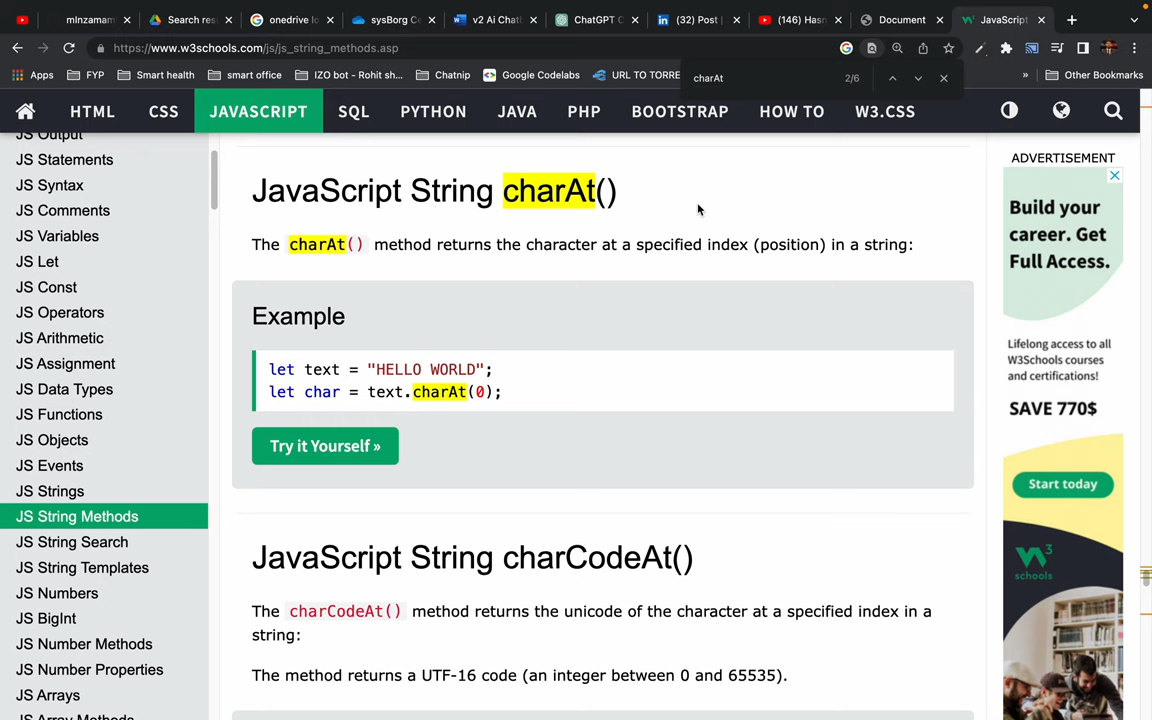 mInzamam
Search res
onedrive lo
sysBorg Ce
v2 Ai Chatl
ChatGPT C
(32) Post
(146) Hasn
Document
JavaScript
https://www.w3schools.com/js/js_string_methods.asp
Apps
FYP
Smart health
smart office
IZO bot - Rohit sh...
Chatnip
Google Codelabs
URL TO TORRE
»
Other Bookmarks
charAt
2/6
HTML
CSS
JAVASCRIPT
SQL
PYTHON
JAVA
PHP
BOOTSTRAP
HOW TO
W3.CSS
JS Output
JS Statements
JS Syntax
JS Comments
JS Variables
JS Let
JS Const
JS Operators
JS Arithmetic
JS Assignment
JS Data Types
JS Functions
JS Objects
JS Events
JS Strings
JS String Methods
JS String Search
JS String Templates
JS Numbers
JS BigInt
JS Number Methods
JS Number Properties
JS Arrays
JS Array Methods
JavaScript String charAt()
The charAt() method returns the character at a specified index (position) in a string:
Example
let text = "HELLO WORLD";
let char = text.charAt(0);
Try it Yourself »
JavaScript String charCodeAt()
The charCodeAt() method returns the unicode of the character at a specified index in a
string:
The method returns a UTF-16 code (an integer between 0 and 65535).
ADVERTISEMENT
Build your
career. Get
Full Access.
Lifelong access to all
W3Schools courses
and certifications!
SAVE 770$
Start today
W3
schools